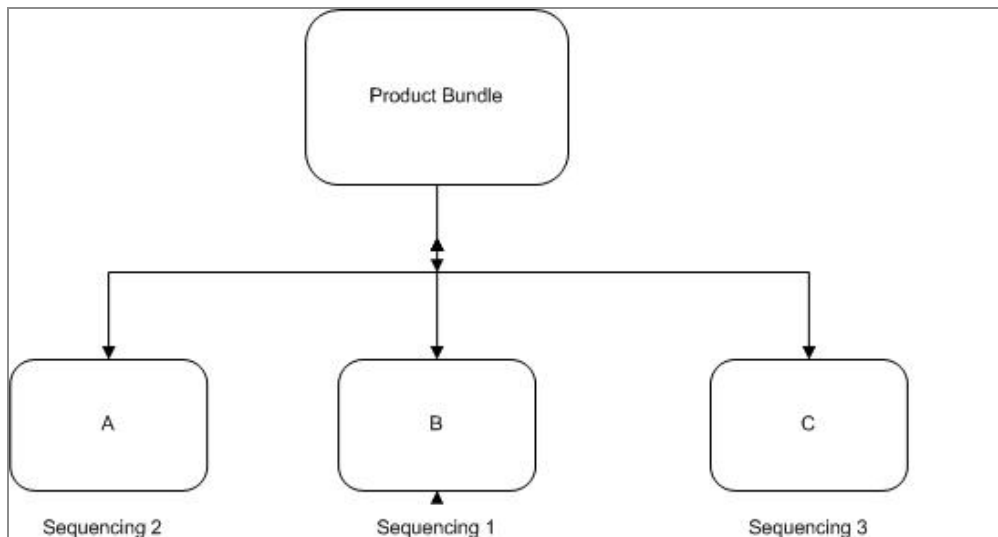 Product Bundle
A
B
C
Sequencing 2
Sequencing 1
Sequencing 3